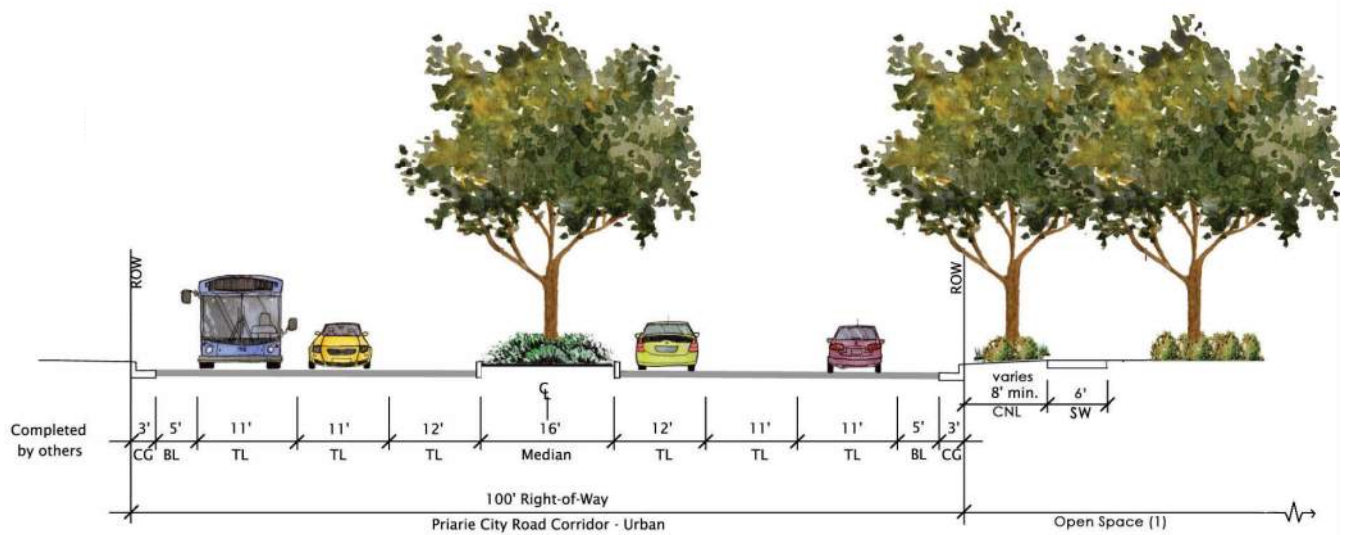 ROW
ROW
℄
Completed
by others
3' 5' 11' 11' 12' 16' 12' 11' 11' 5' 3'
CG BL TL TL TL Median TL TL TL BL CG
varies
8' min. 6'
CNL SW
100' Right-of-Way
Priarie City Road Corridor - Urban
Open Space (1)